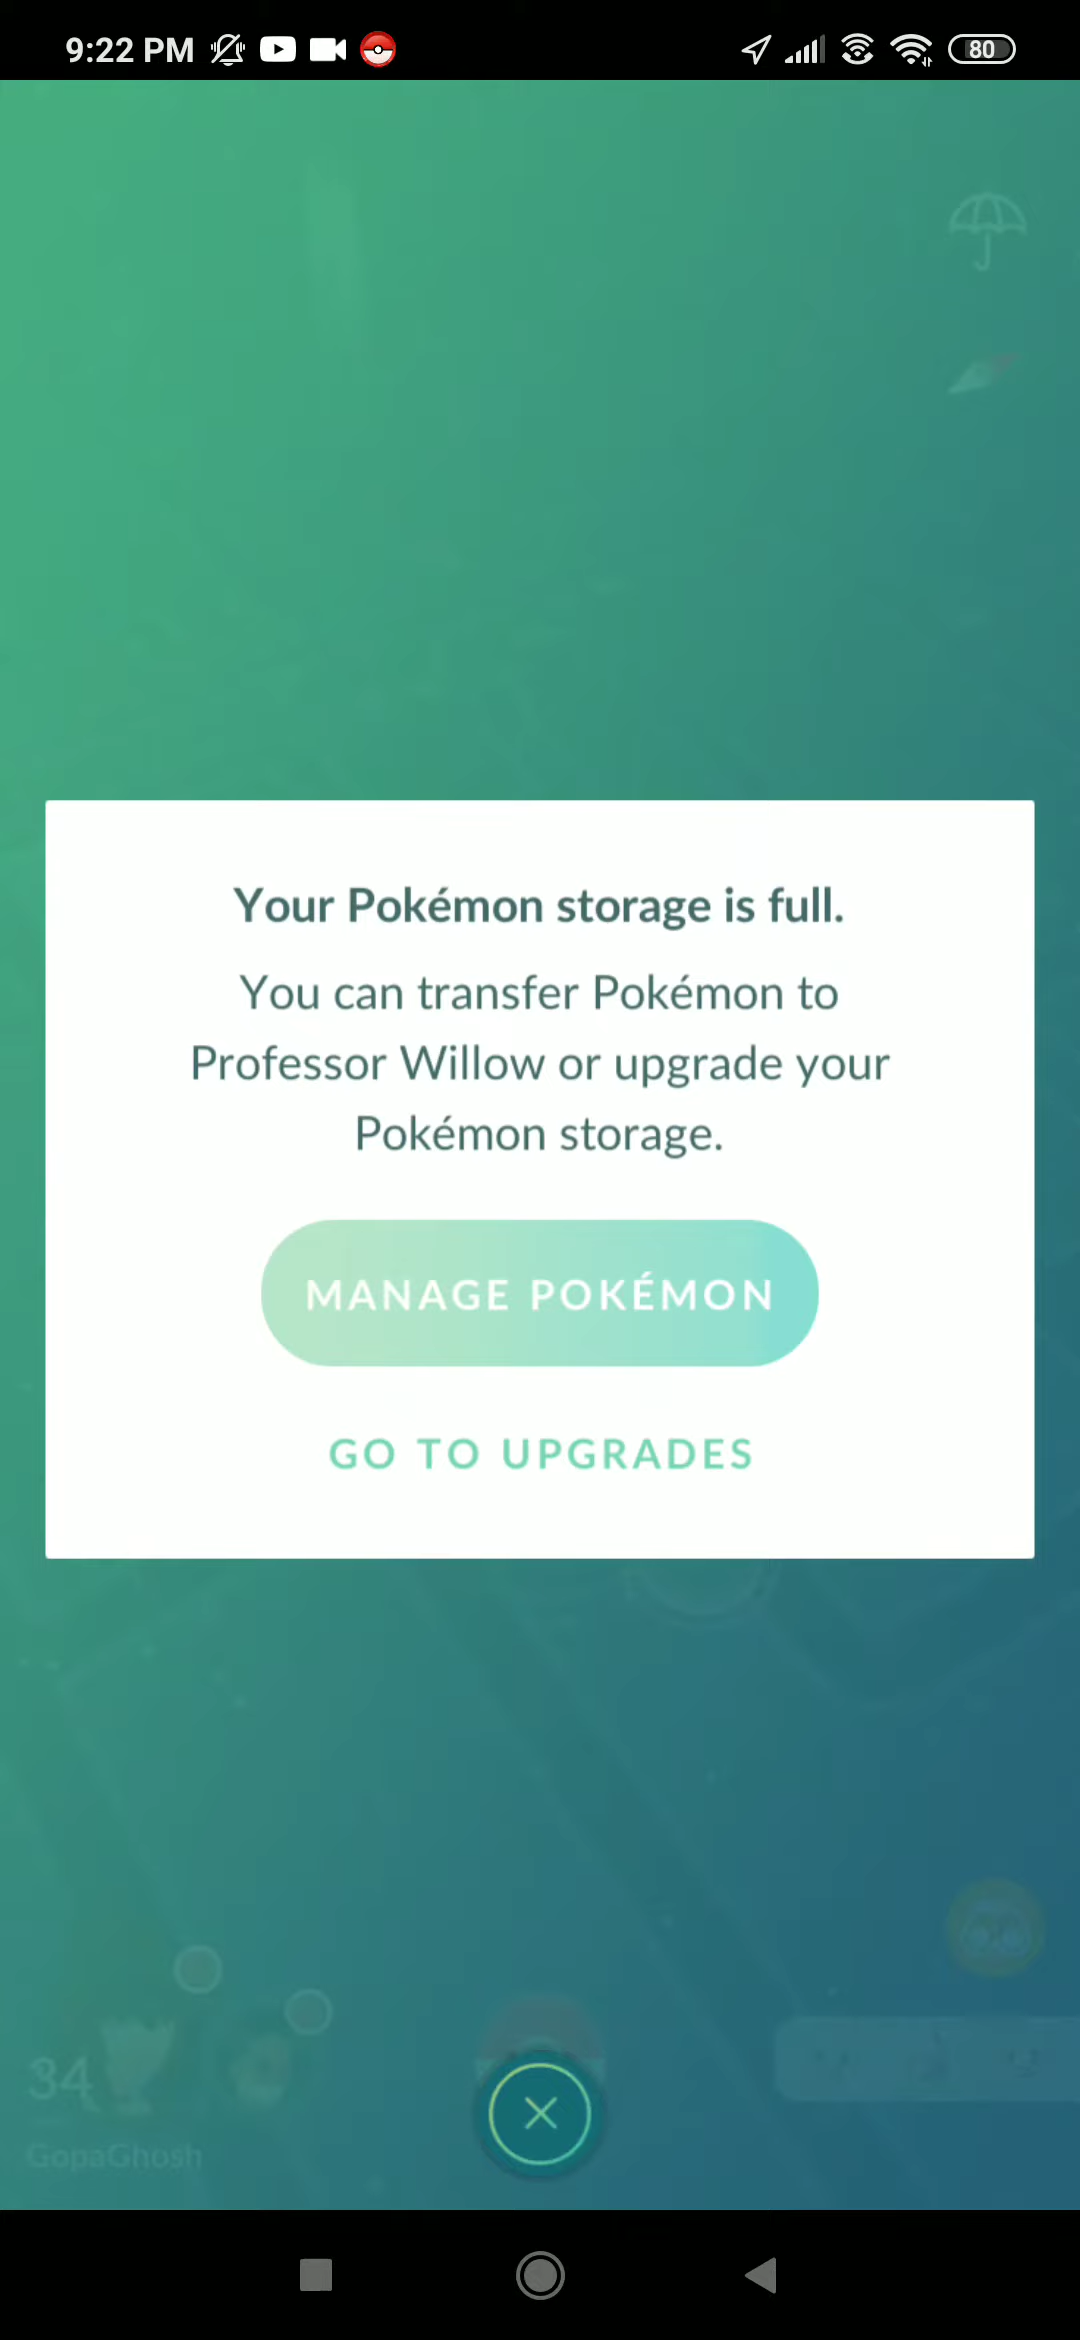 9:22 PM
80
Your Pokémon storage is full.
You can transfer Pokémon to
Professor Willow or upgrade your
Pokémon storage.
MANAGE POKÉMON
GO TO UPGRADES
34
GopaGhosh